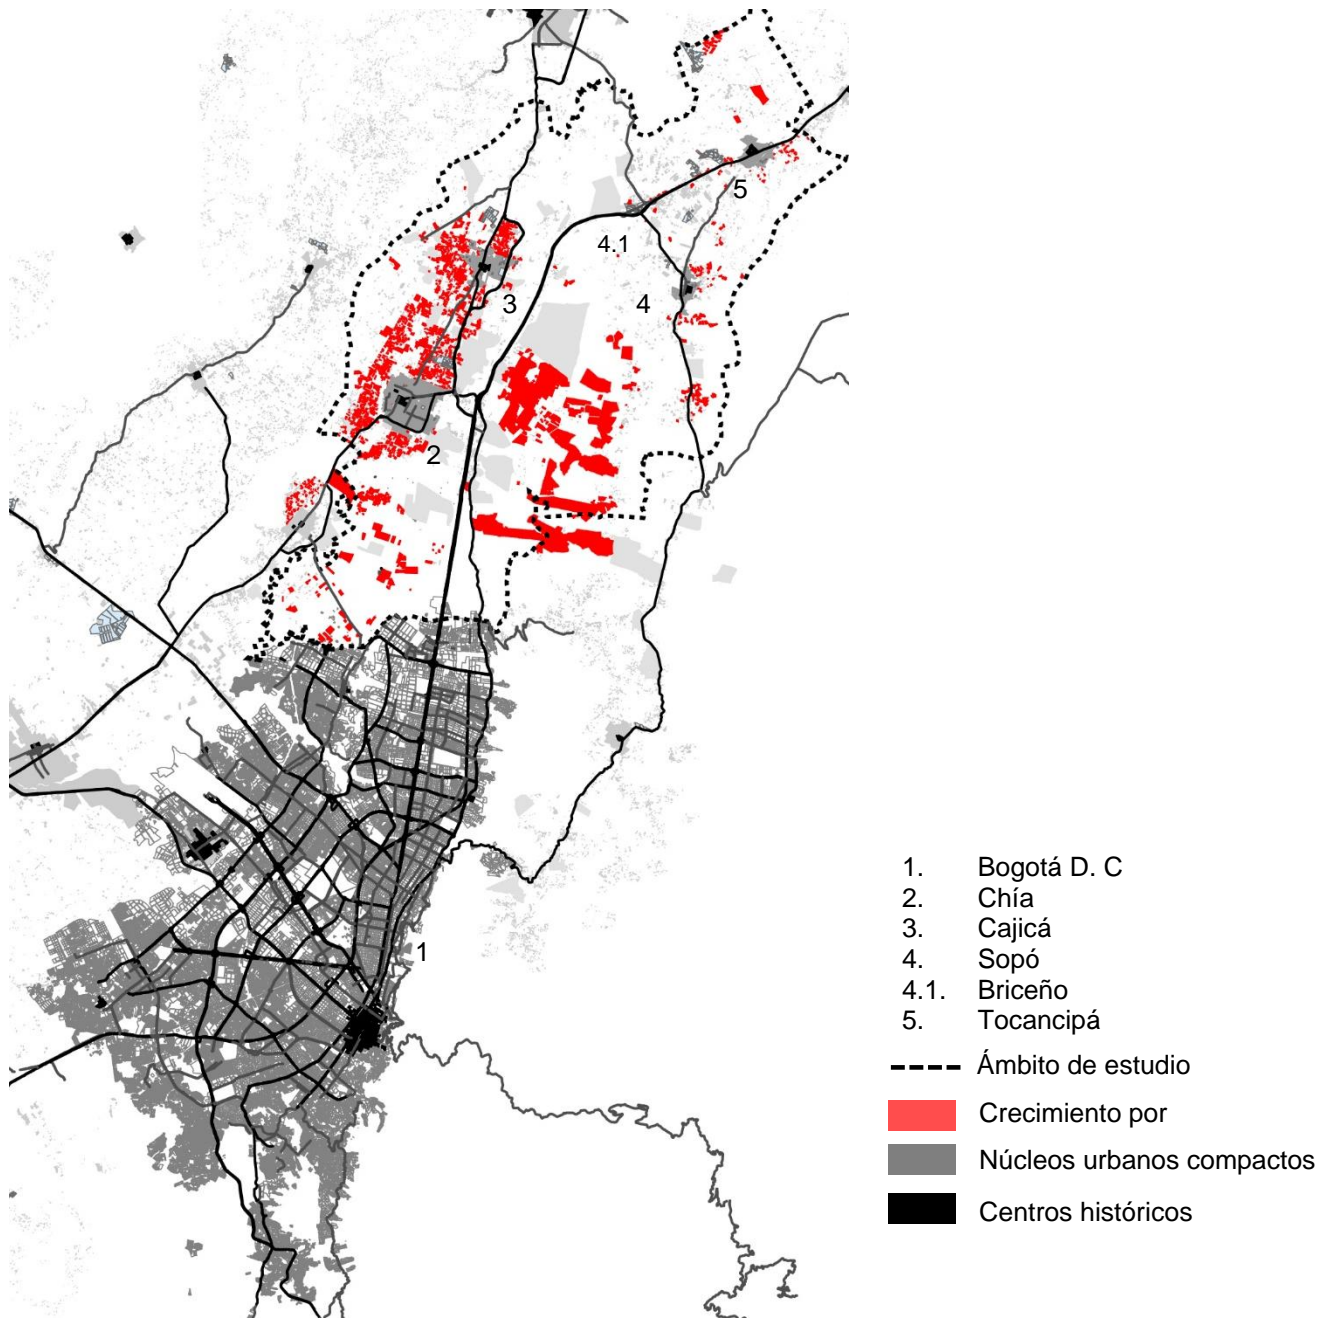 5
4.1
3
4
2
1
1. Bogotá D. C
2. Chía
3. Cajicá
4. Sopó
4.1. Briceño
5. Tocancipá
Ámbito de estudio
Crecimiento por
Núcleos urbanos compactos
Centros históricos